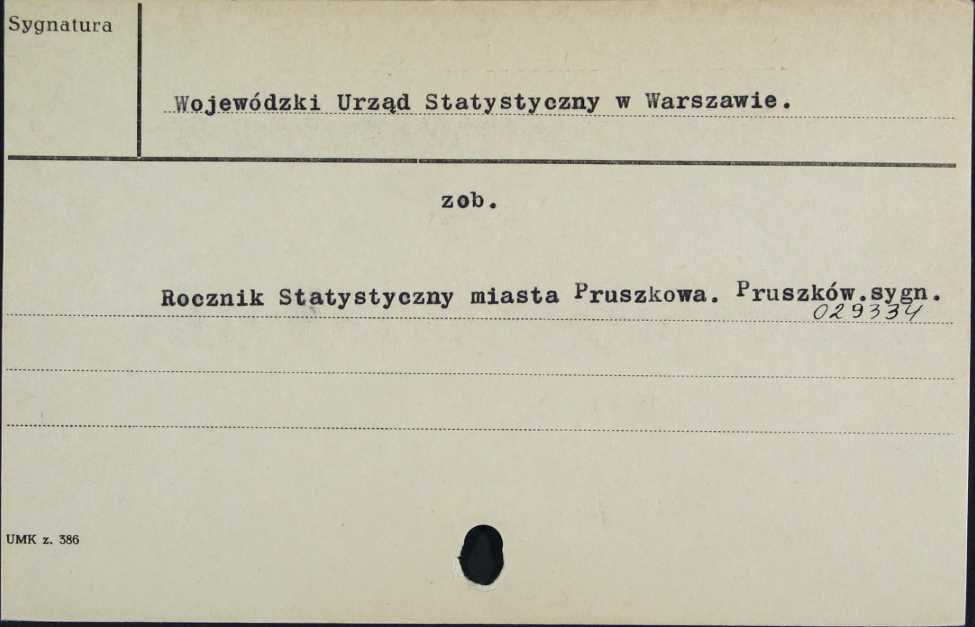 Sygnatura
Wojewódzki Urząd Statystyczny w Warszawie.
zob.
Rocznik Statystyczny miasta Pruszkowa. Pruszków.sygn.
029334
UMK z. 386